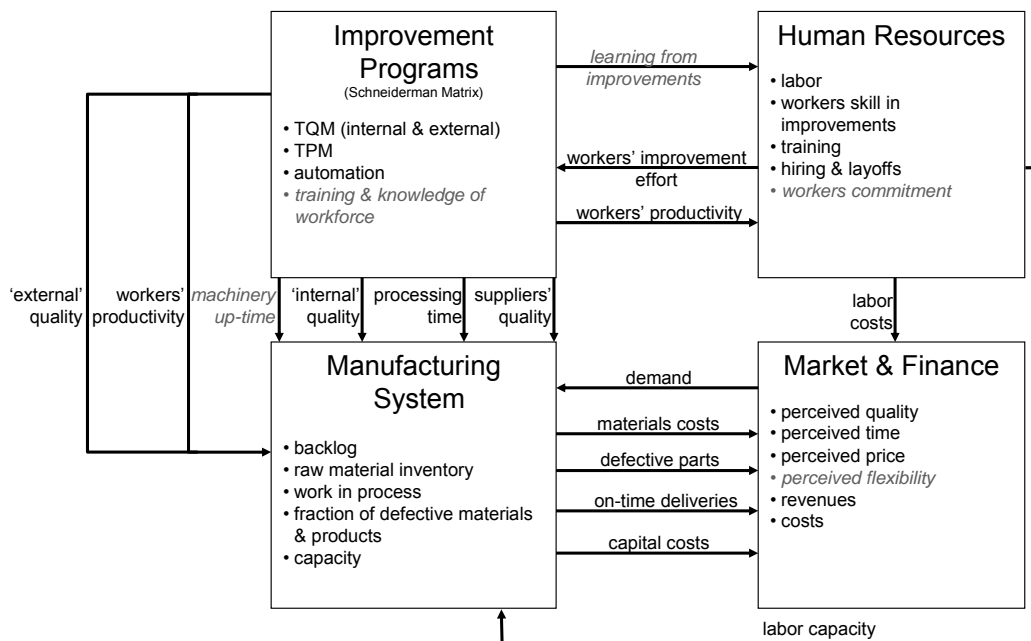 Improvement
Programs
(Schneiderman Matrix)
• TQM (internal & external)
• TPM
• automation
• training & knowledge of
workforce
learning from
improvements
workers' improvement
effort
workers' productivity
Human Resources
• labor
• workers skill in
improvements
• training
• hiring & layoffs
• workers commitment
'external'
quality
workers'
productivity
machinery
up-time
'internal'
quality
processing
time
suppliers'
quality
labor
costs
Manufacturing
System
• backlog
• raw material inventory
• work in process
• fraction of defective materials
& products
• capacity
demand
materials costs
defective parts
on-time deliveries
capital costs
Market & Finance
• perceived quality
• perceived time
• perceived price
• perceived flexibility
• revenues
• costs
labor capacity